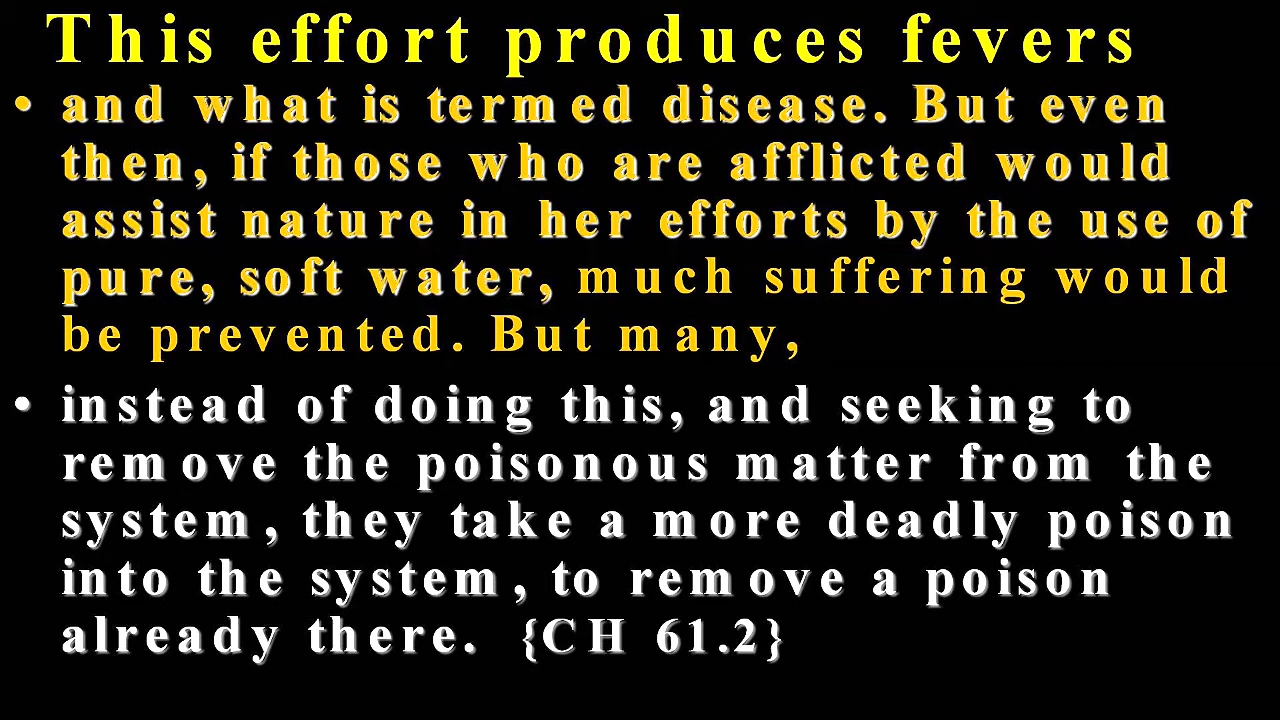 This effort produces fevers
• and what is termed disease. But even
then, if those who are afflicted would
assist nature in her efforts by the use of
pure, soft water, much suffering would
be prevented. But many,
• instead of doing this, and seeking to
remove the poisonous matter from the
system, they take a more deadly poison
into the system, to remove a poison
already there. {CH 61.2}